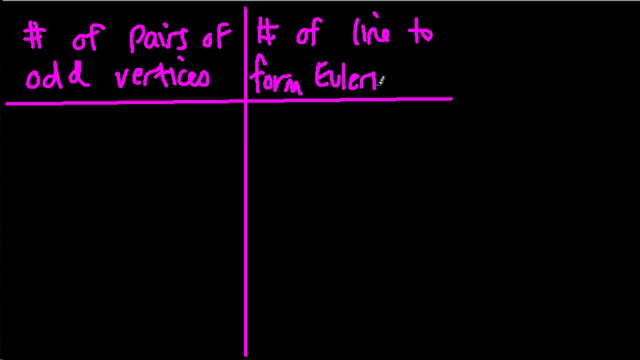 # of pairs of
odd vertices
# of line to
form Euler